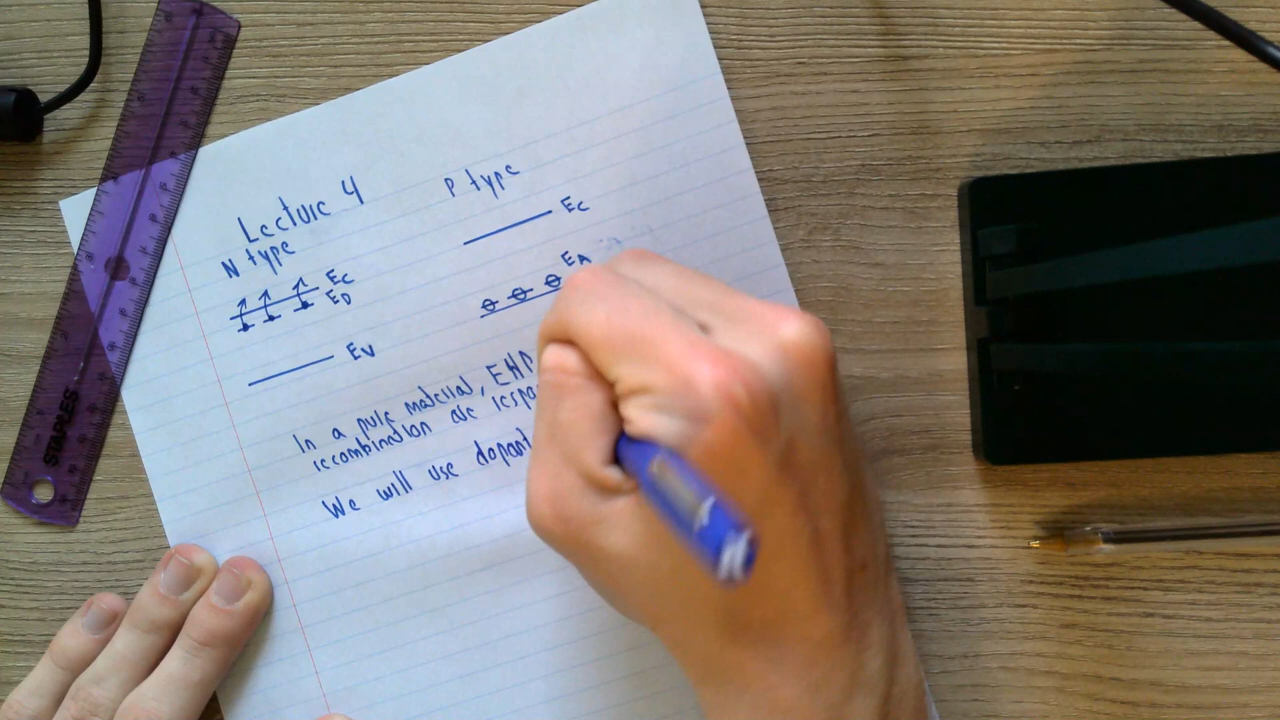 Lecture 4
N type
P type
Ec
Ec
ED
EA
Ev
In a pure material, EHP
recombination are
We will use dopant
STAPLES